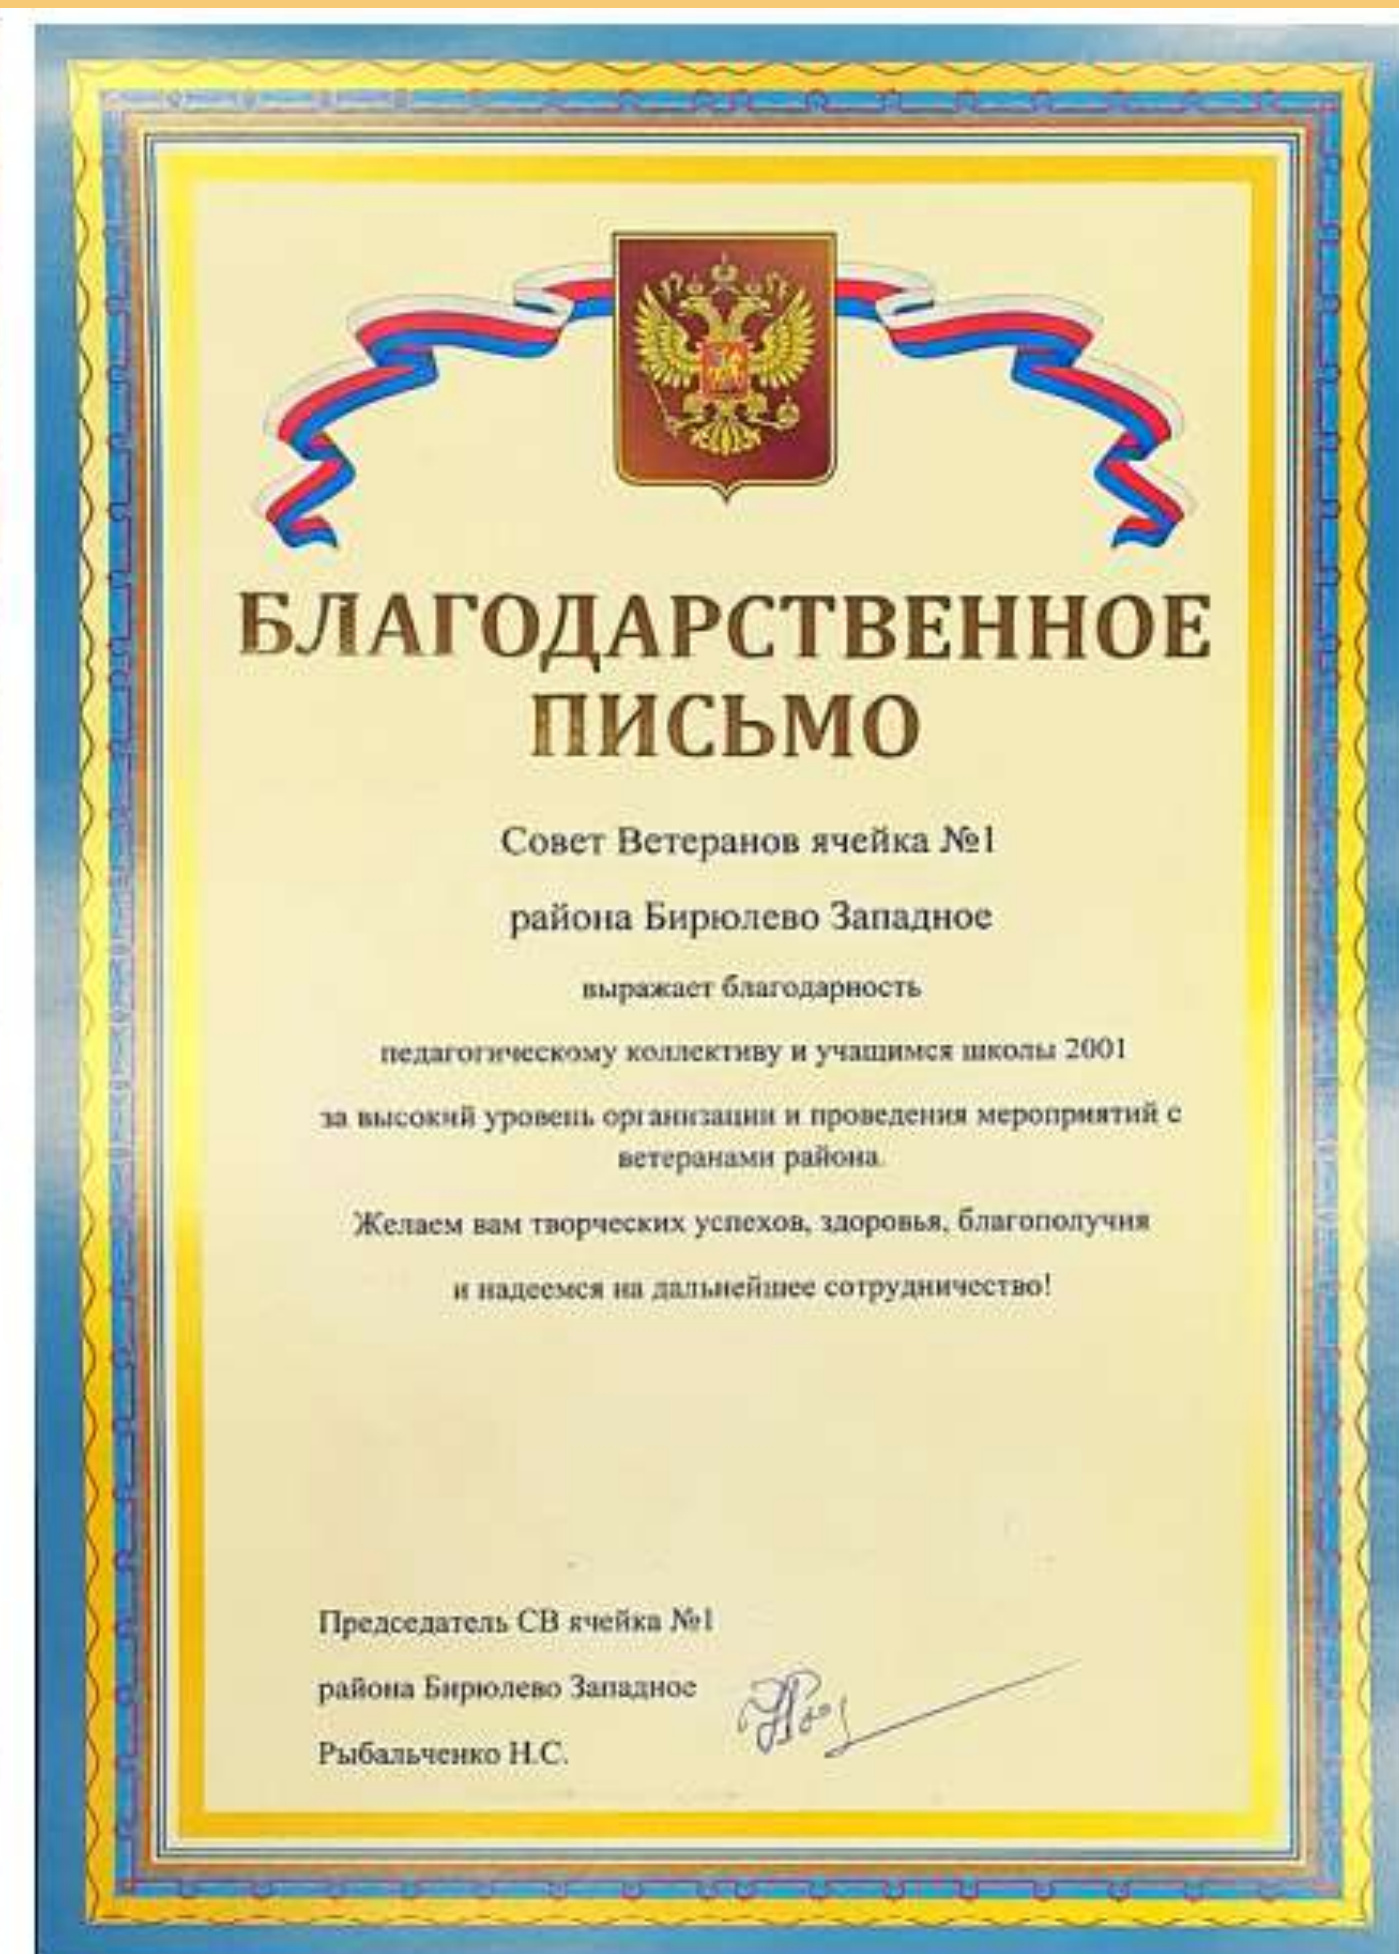 БЛАГОДАРСТВЕННОЕ
ПИСЬМО
Совет Ветеранов ячейка №1
района Бирюлево Западное
выражает благодарность
педагогическому коллективу и учащимся школы 2001
за высокий уровень организации и проведения мероприятий с
ветеранами района.
Желаем вам творческих успехов, здоровья, благополучия
и надеемся на дальнейшее сотрудничество!
Председатель СВ ячейка №1
района Бирюлево Западное
Рыбальченко Н.С.